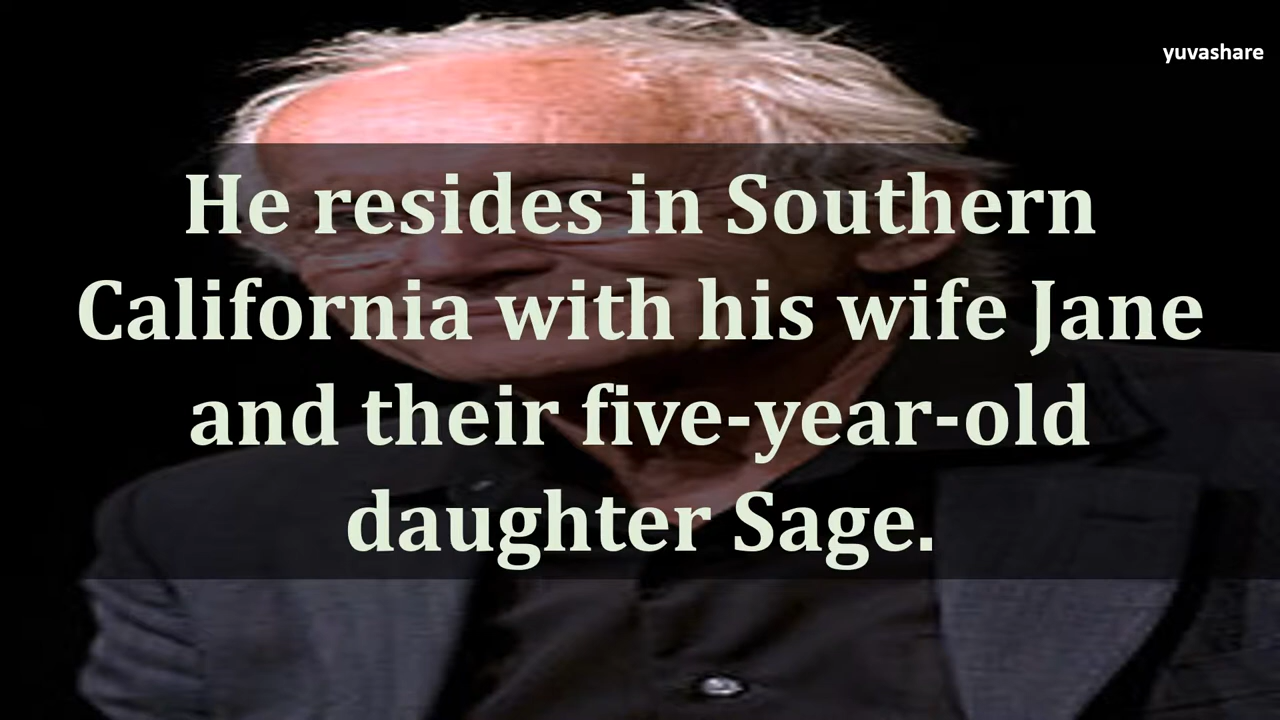 yuvashare
He resides in Southern
California with his wife Jane
and their five-year-old
daughter Sage.